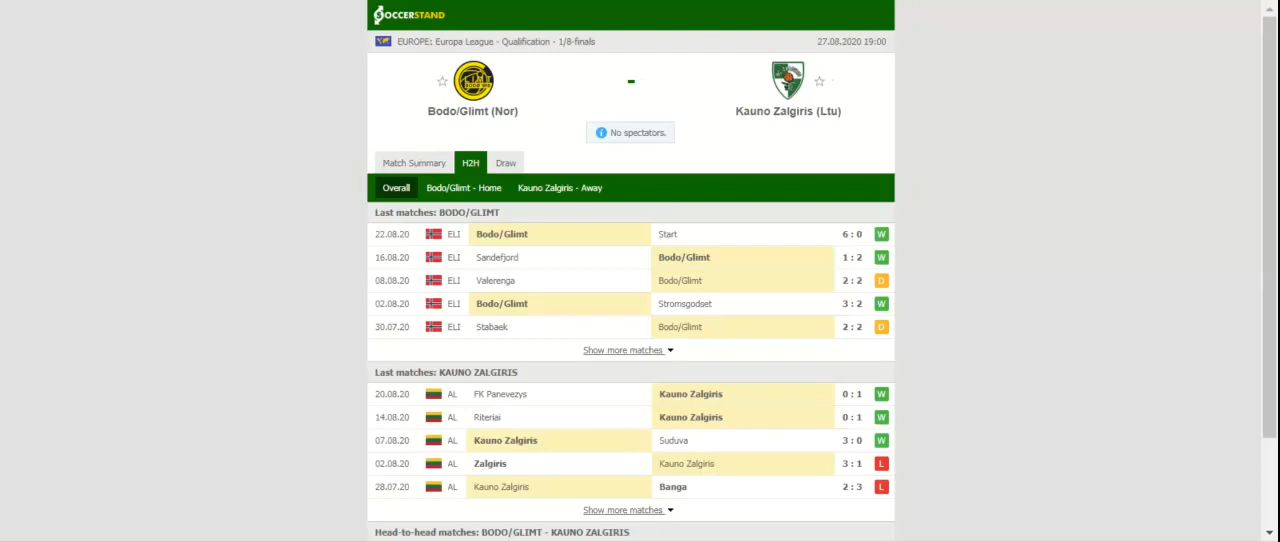 SOCCERSTAND
EUROPE: Europa League - Qualification - 1/8-finals 27.08.2020 19:00
-
Bodo/Glimt (Nor) Kauno Zalgiris (Ltu)
No spectators.
Match Summary H2H Draw
Overall Bodo/Glimt - Home Kauno Zalgiris - Away
Last matches: BODO/GLIMT
22.08.20 ELI Bodo/Glimt Start 6 : 0 W
16.08.20 ELI Sandefjord Bodo/Glimt 1 : 2 W
08.08.20 ELI Valerenga Bodo/Glimt 2 : 2 D
02.08.20 ELI Bodo/Glimt Stromsgodset 3 : 2 W
30.07.20 ELI Stabaek Bodo/Glimt 2 : 2 D
Show more matches
Last matches: KAUNO ZALGIRIS
20.08.20 AL FK Panevezys Kauno Zalgiris 0 : 1 W
14.08.20 AL Riteriai Kauno Zalgiris 0 : 1 W
07.08.20 AL Kauno Zalgiris Suduva 3 : 0 W
02.08.20 AL Zalgiris Kauno Zalgiris 3 : 1 L
28.07.20 AL Kauno Zalgiris Banga 2 : 3 L
Show more matches
Head-to-head matches: BODO/GLIMT - KAUNO ZALGIRIS